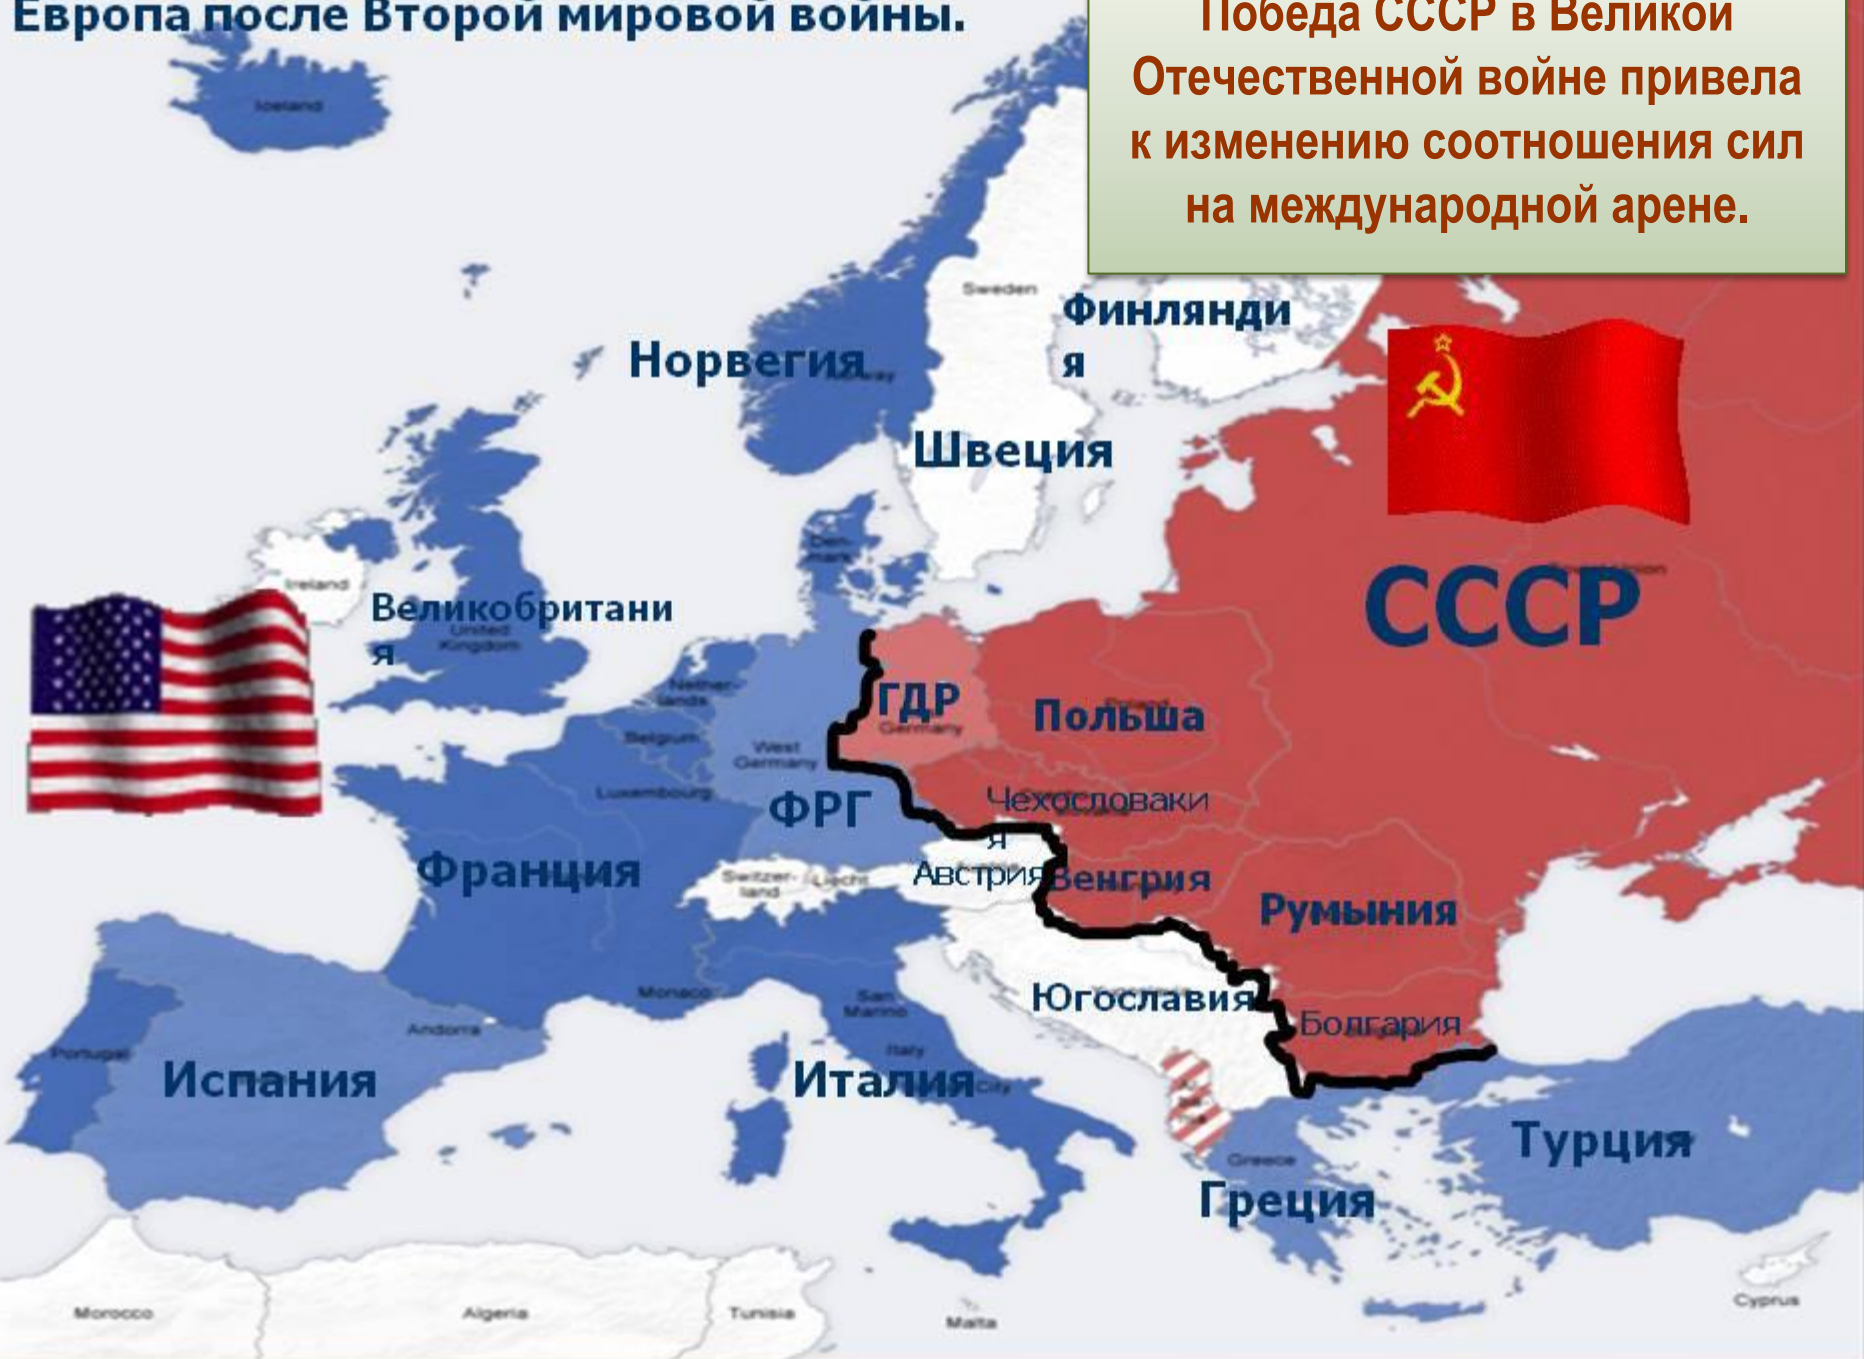 Европа после Второй мировой войны.
Победа СССР в Великой
Отечественной войне привела
к изменению соотношения сил
на международной арене.
Iceland
Sweden
Финлянди
я
Норвегия
Norway
Швеция
СССР
Ireland
Великобритани
я
United
Kingdom
Den-
mark
Nether-
lands
Belgium
Luxembourg
West
Germany
ФРГ
ГДР
Germany
Польша
Poland
Чехословаки
я
Австрия
Венгрия
Румыния
Франция
Switzer-
land
Liecht
Югославия
Болгария
Monaco
San
Marino
Andorra
Portugal
Испания
Италия
Italy
City
Турция
Greece
Греция
Morocco
Algeria
Tunisia
Malta
Cyprus